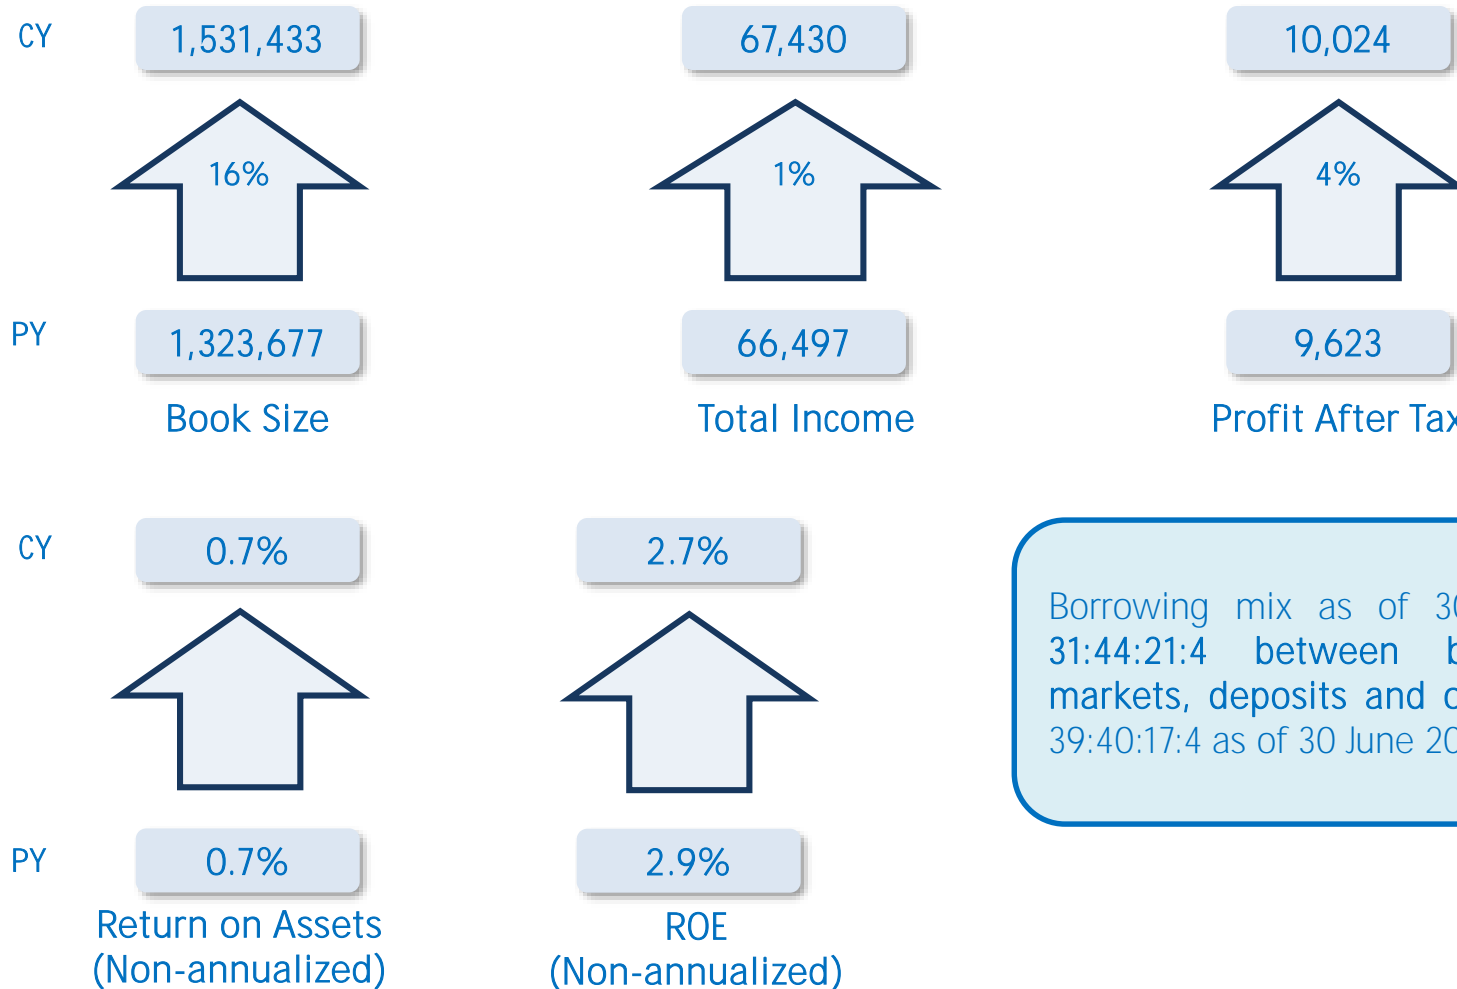 CY 1,531,433 67,430 10,024
16% 1% 4%
PY 1,323,677 66,497 9,623
Book Size Total Income Profit After Tax
CY 0.7% 2.7%
Borrowing mix as of
31:44:21:4 between
markets, deposits and
39:40:17:4 as of 30 June
PY 0.7% 2.9%
Return on Assets ROE
(Non-annualized) (Non-annualized)